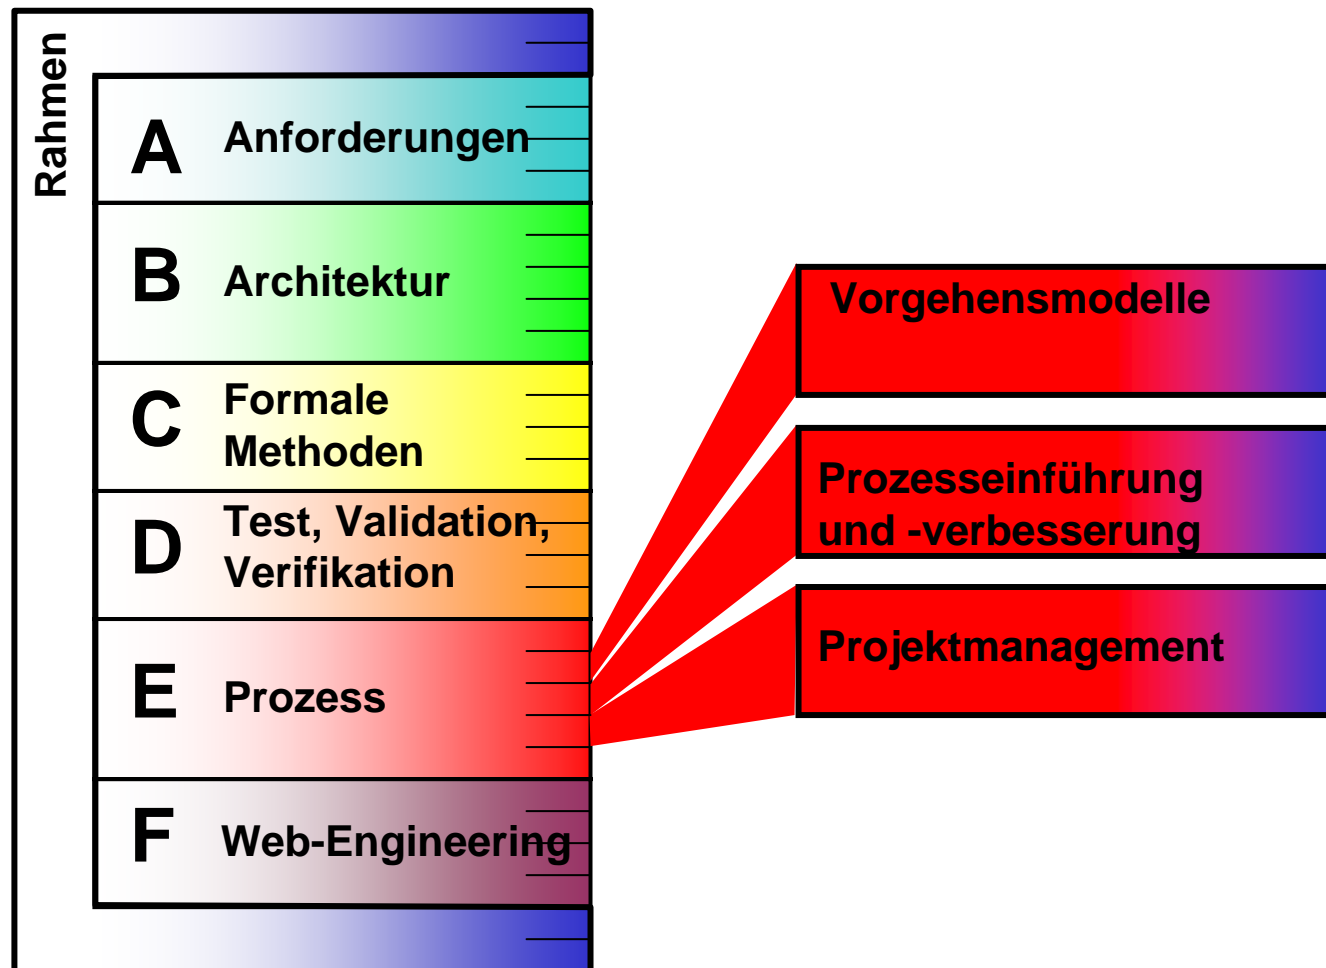 Rahmen
A
Anforderungen
B
Architektur
C
Formale
Methoden
D
Test, Validation,
Verifikation
E
Prozess
F
Web-Engineering
Vorgehensmodelle
Prozesseinführung
und -verbesserung
Projektmanagement